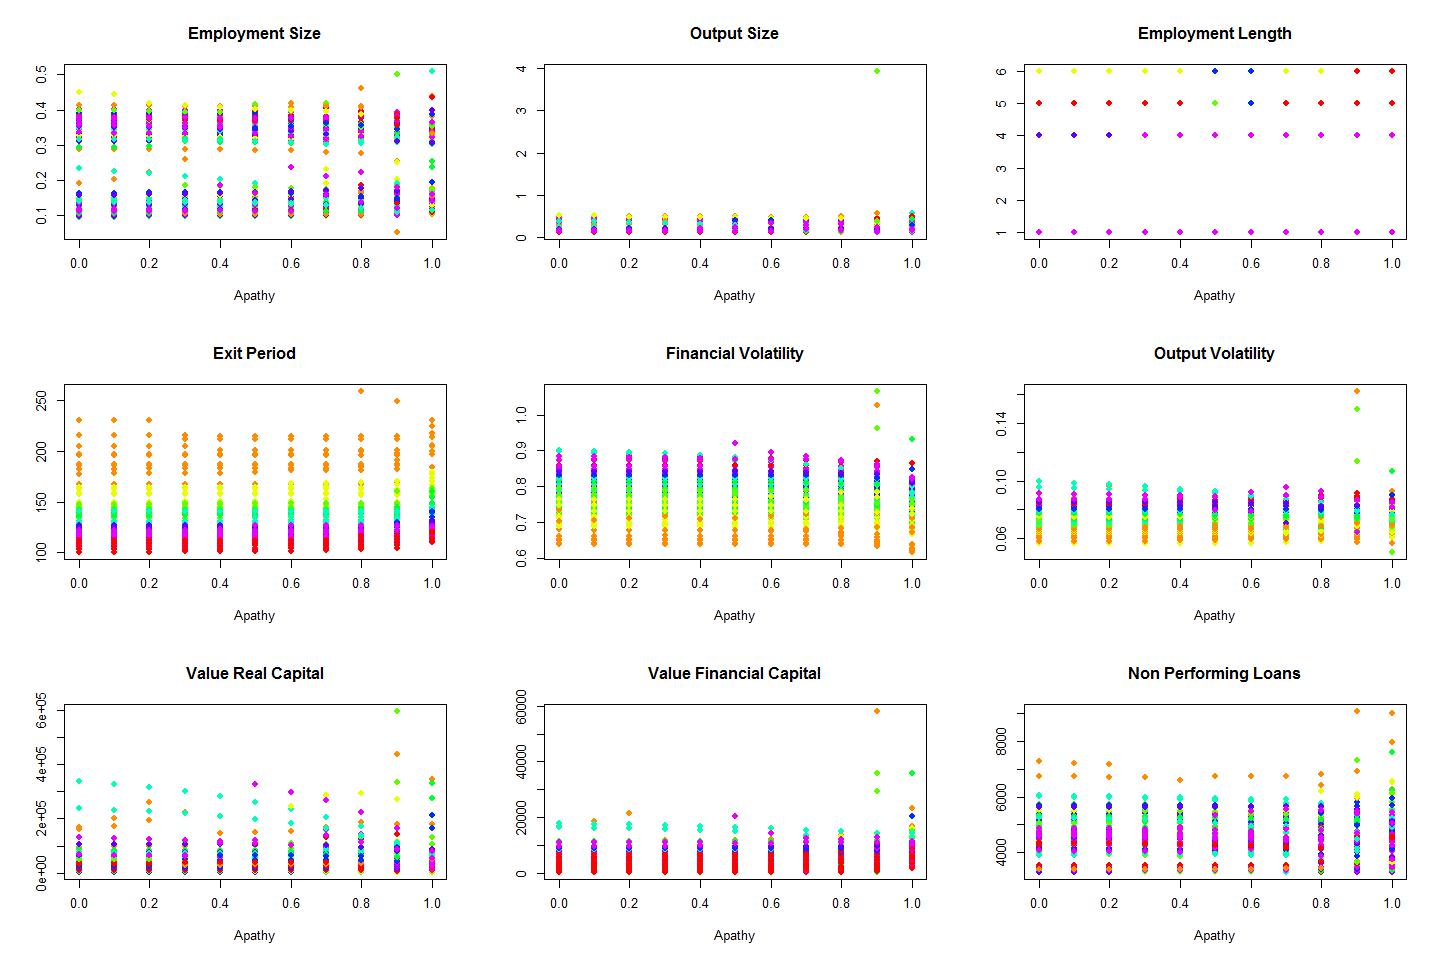 Employment Size
0.5
0.4
0.3
0.2
0.1
0.0 0.2 0.4 0.6 0.8 1.0
Apathy
Output Size
4
3
2
1
0
0.0 0.2 0.4 0.6 0.8 1.0
Apathy
Employment Length
6
5
4
3
2
1
0.0 0.2 0.4 0.6 0.8 1.0
Apathy
Exit Period
250
200
150
100
0.0 0.2 0.4 0.6 0.8 1.0
Apathy
Financial Volatility
1.0
0.9
0.8
0.7
0.6
0.0 0.2 0.4 0.6 0.8 1.0
Apathy
Output Volatility
0.14
0.10
0.06
0.0 0.2 0.4 0.6 0.8 1.0
Apathy
Value Real Capital
6e+05
4e+05
2e+05
0e+00
0.0 0.2 0.4 0.6 0.8 1.0
Apathy
Value Financial Capital
60000
40000
20000
0
0.0 0.2 0.4 0.6 0.8 1.0
Apathy
Non Performing Loans
8000
6000
4000
0.0 0.2 0.4 0.6 0.8 1.0
Apathy